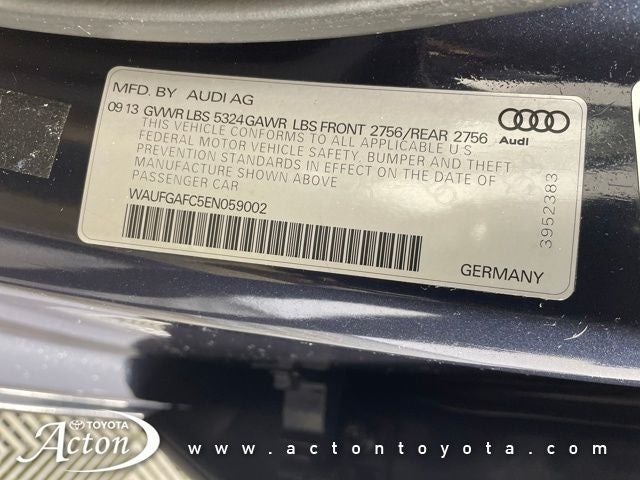 MFD. BY AUDI AG
09 13 GVWR LBS 5324 GAWR LBS FRONT 2756/REAR 2756
THIS VEHICLE CONFORMS TO ALL APPLICABLE U S
FEDERAL MOTOR VEHICLE SAFETY, BUMPER AND THEFT
PREVENTION STANDARDS IN EFFECT ON THE DATE OF
MANUFACTURE SHOWN ABOVE
PASSENGER CAR
WAUFGAFC5EN059002
Audi
3952383
GERMANY
TOYOTA
Acton
www.actontoyota.com